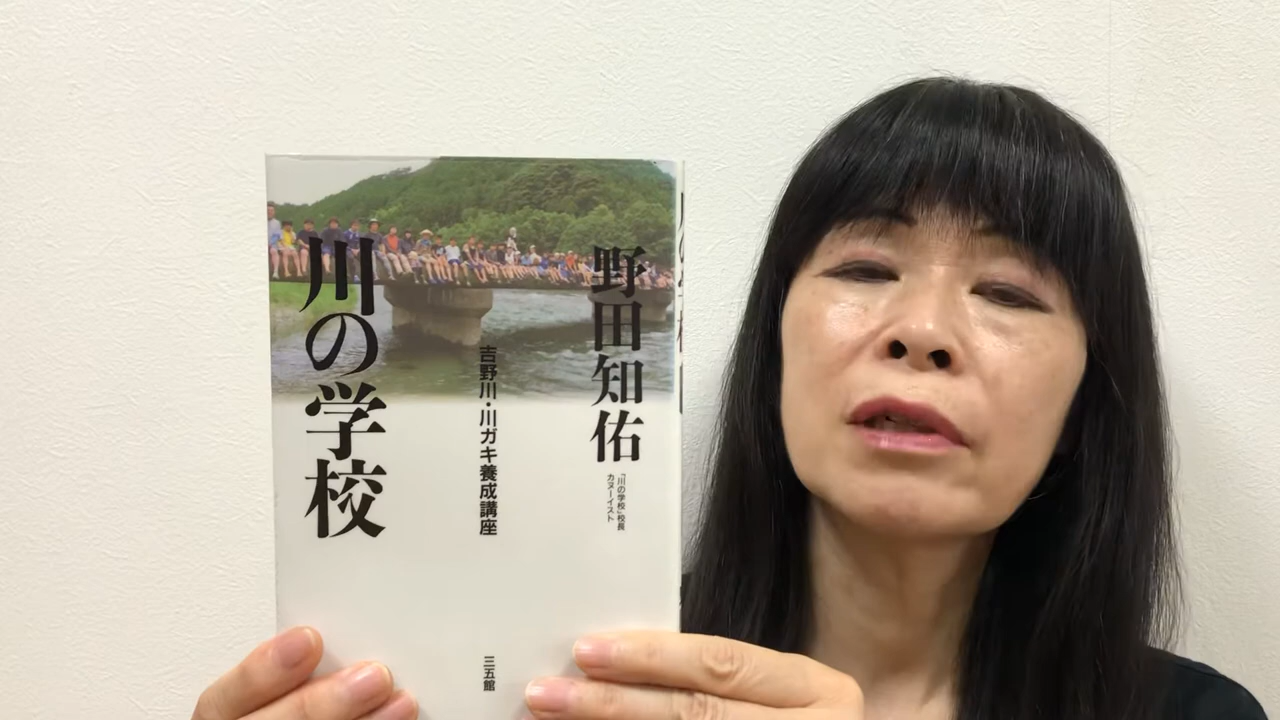 川の学校
吉野川・川ガキ養成講座
野田知佑
「川の学校」校長
カヌーイスト
三五館